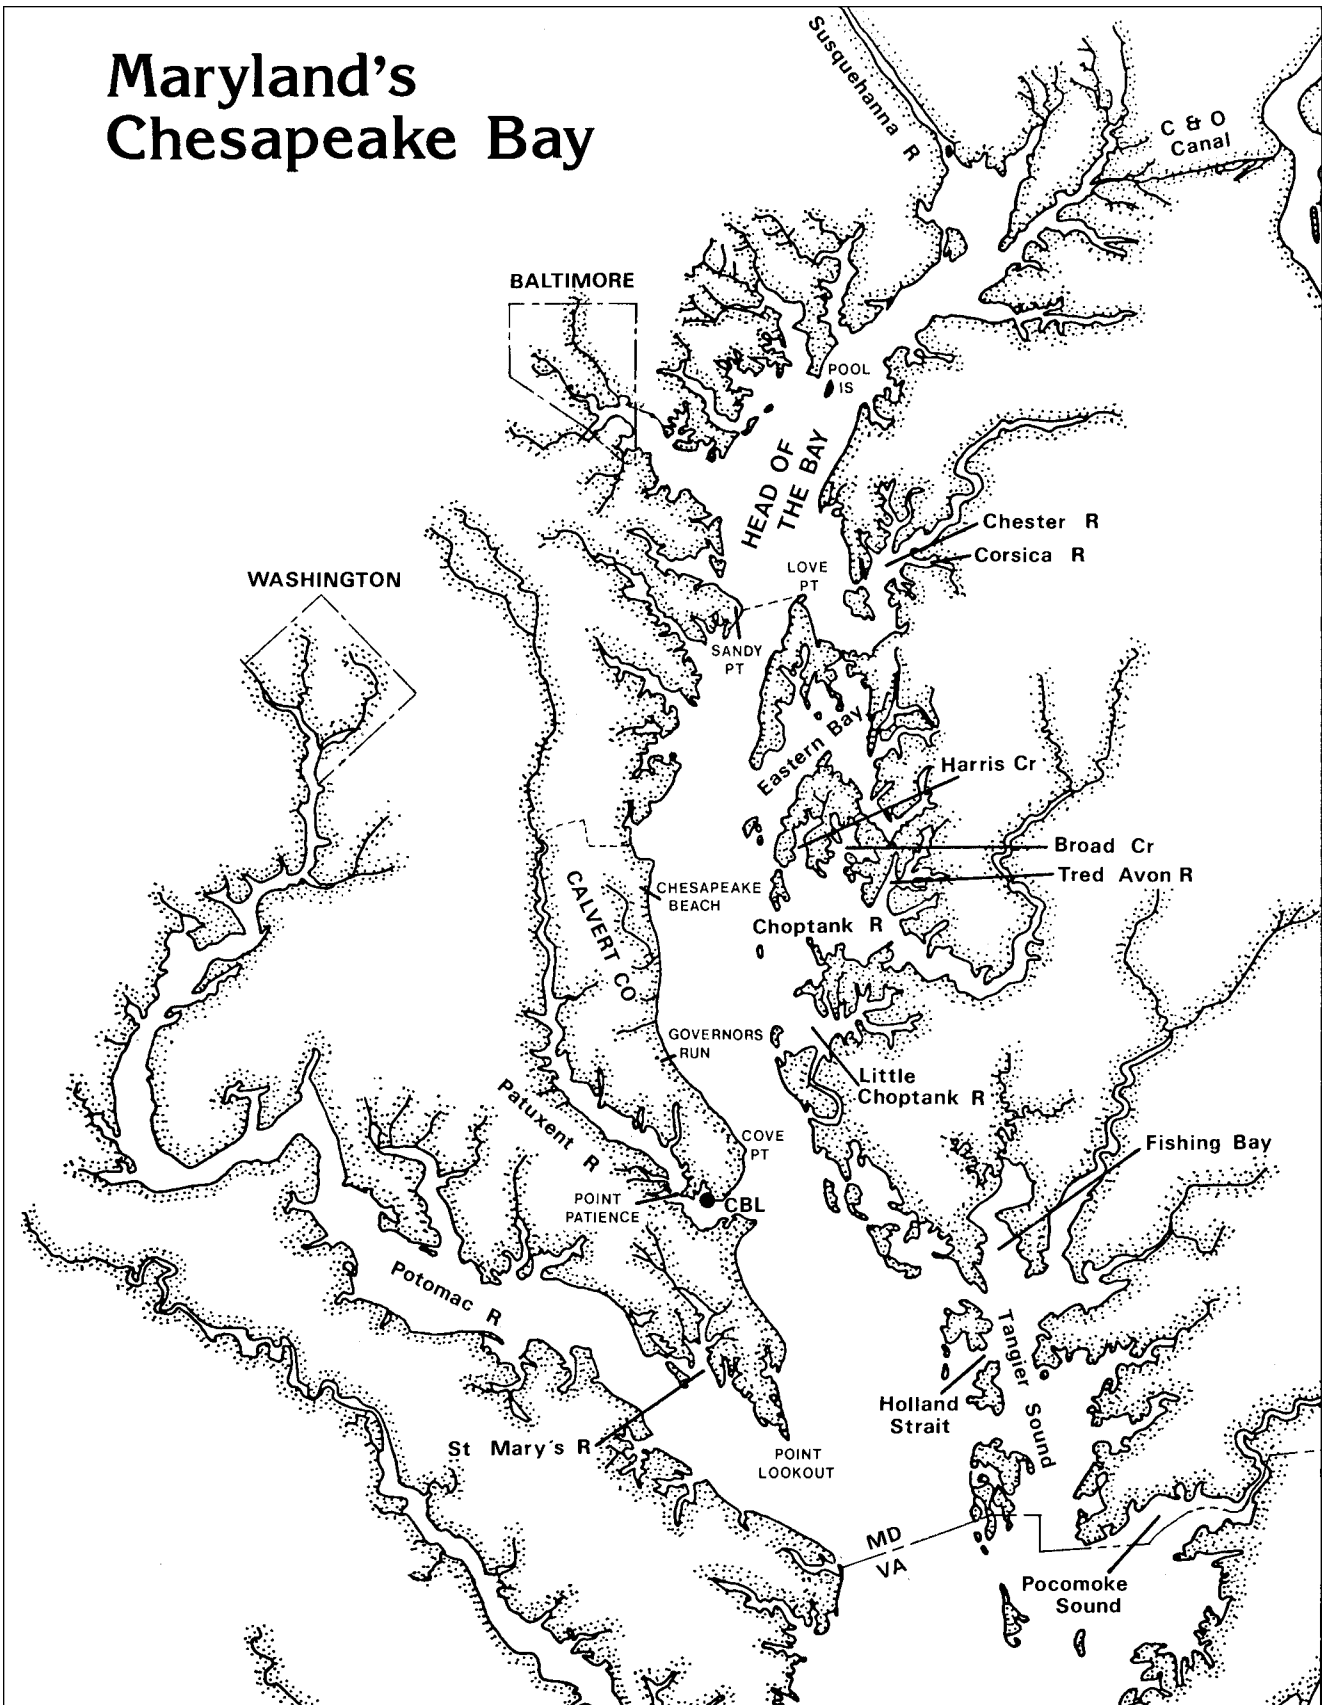 Maryland's
Chesapeake Bay
Susquehanna R
C & O
Canal
BALTIMORE
POOL
IS
HEAD OF
THE BAY
Chester R
Corsica R
LOVE
PT
WASHINGTON
SANDY
PT
Eastern Bay
Harris Cr
Broad Cr
Tred Avon R
CALVERT CO
CHESAPEAKE
BEACH
Choptank R
GOVERNORS
RUN
Little
Choptank R
Patuxent R
COVE
PT
Fishing Bay
POINT
PATIENCE
CBL
Potomac R
Tangier Sound
Holland
Strait
St Mary's R
POINT
LOOKOUT
MD
VA
Pocomoke
Sound